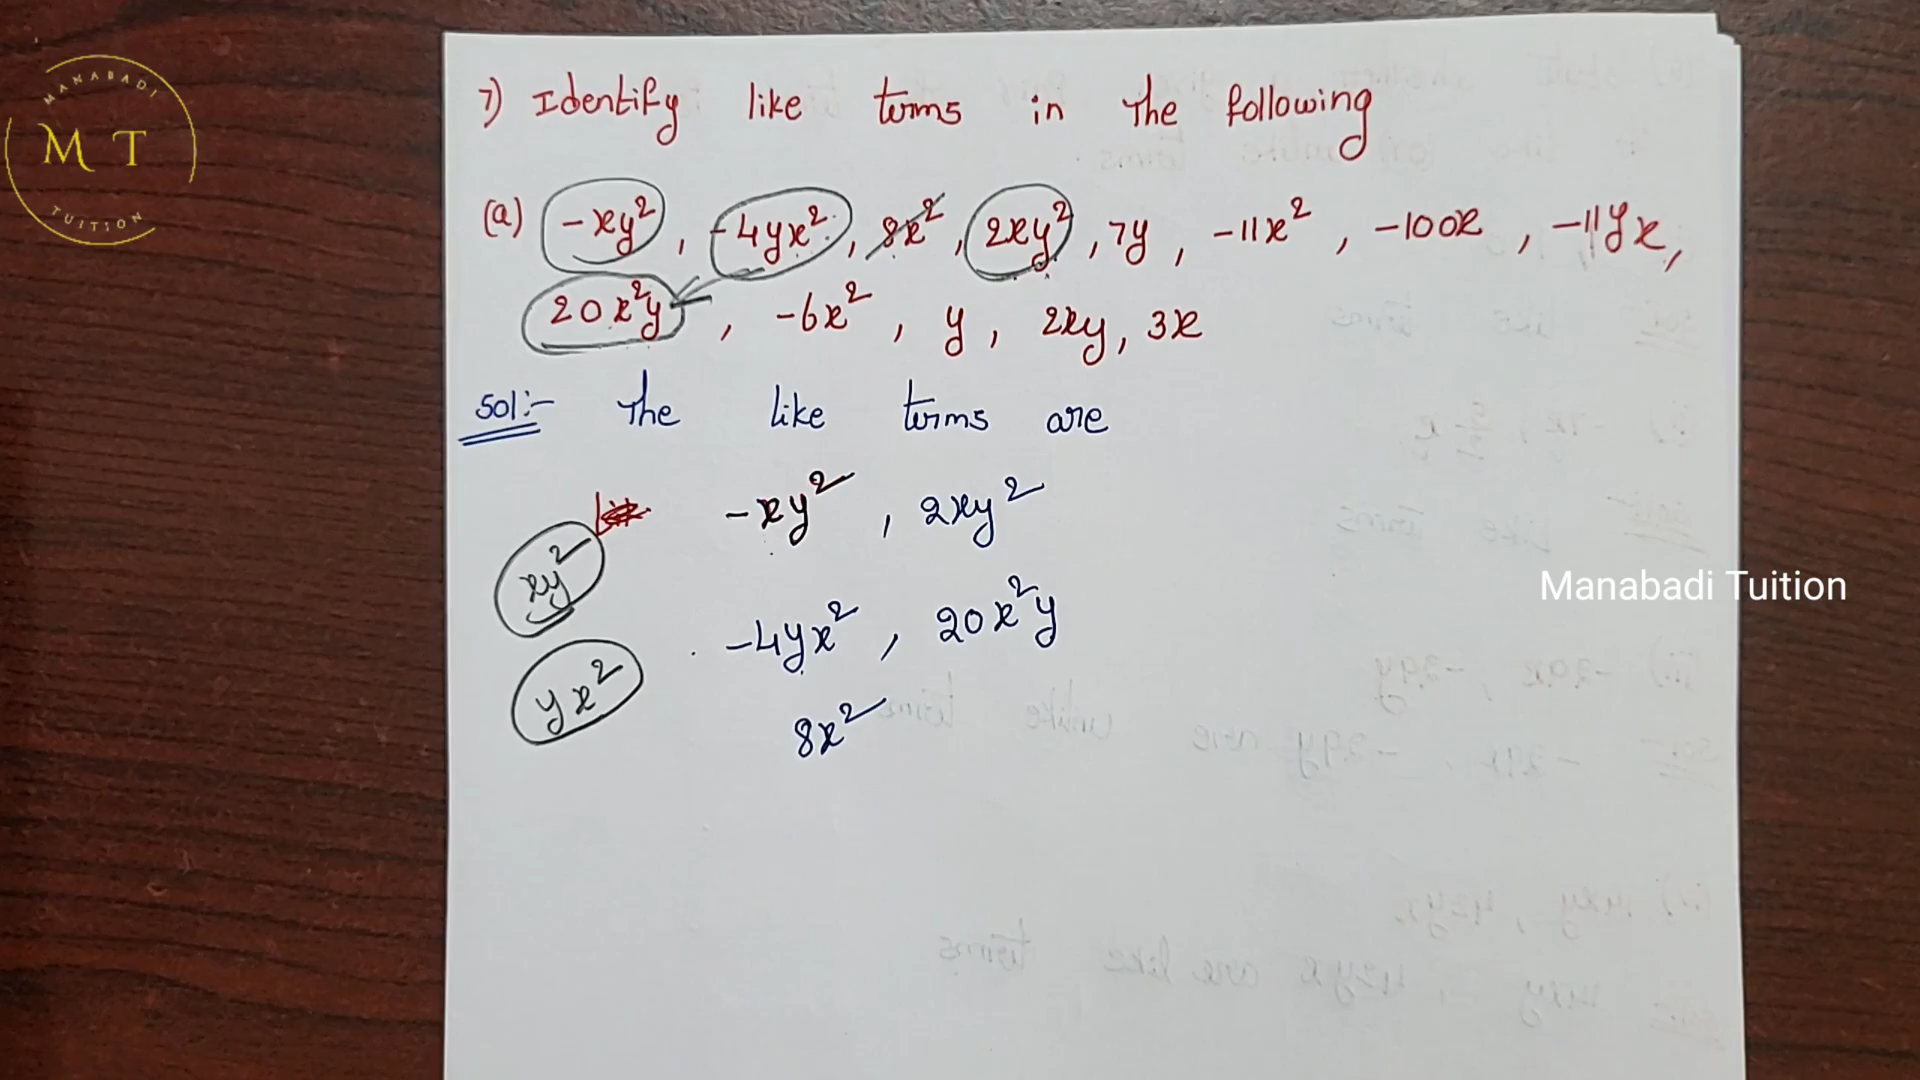 MANABADI
M T
TUITION
7) Identify like terms in the following
(a) -xy², -4yx², 8x², 2xy², 7y, -11x², -100x, -11yx,
20x²y, -6x², y, 2xy, 3x
Sol:- The like terms are
-xy², 2xy²
xy²
-4yx², 20x²y
yx²
8x²
Manabadi Tuition